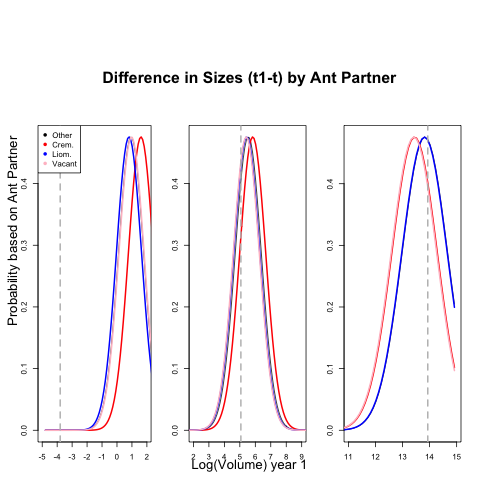 Difference in Sizes (t1-t) by Ant Partner
Probability based on Ant Partner
Other
Crem.
Liom.
Vacant
0.0 0.1 0.2 0.3 0.4
-5 -4 -3 -2 -1 0 1 2
0.0 0.1 0.2 0.3 0.4
2 3 4 5 6 7 8 9
0.0 0.1 0.2 0.3 0.4
11 12 13 14 15
Log(Volume) year 1